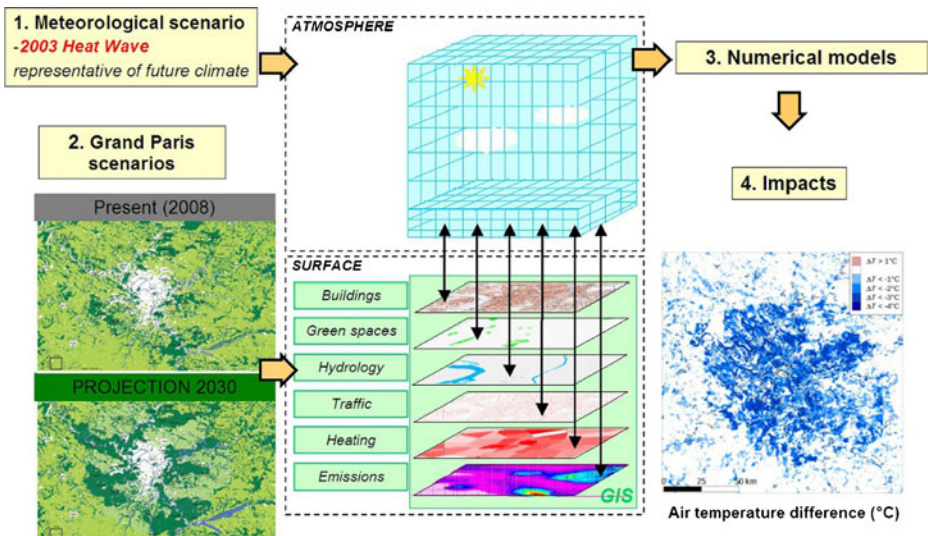 1. Meteorological scenario
-2003 Heat Wave
representative of future climate
2. Grand Paris
scenarios
Present (2008)
PROJECTION 2030
ATMOSPHERE
SURFACE
Buildings
Green spaces
Hydrology
Traffic
Heating
Emissions
GIS
3. Numerical models
4. Impacts
ΔT > 1°C
ΔT < -1°C
ΔT < -2°C
ΔT < -3°C
ΔT < -4°C
0 25 50 km
Air temperature difference (°C)